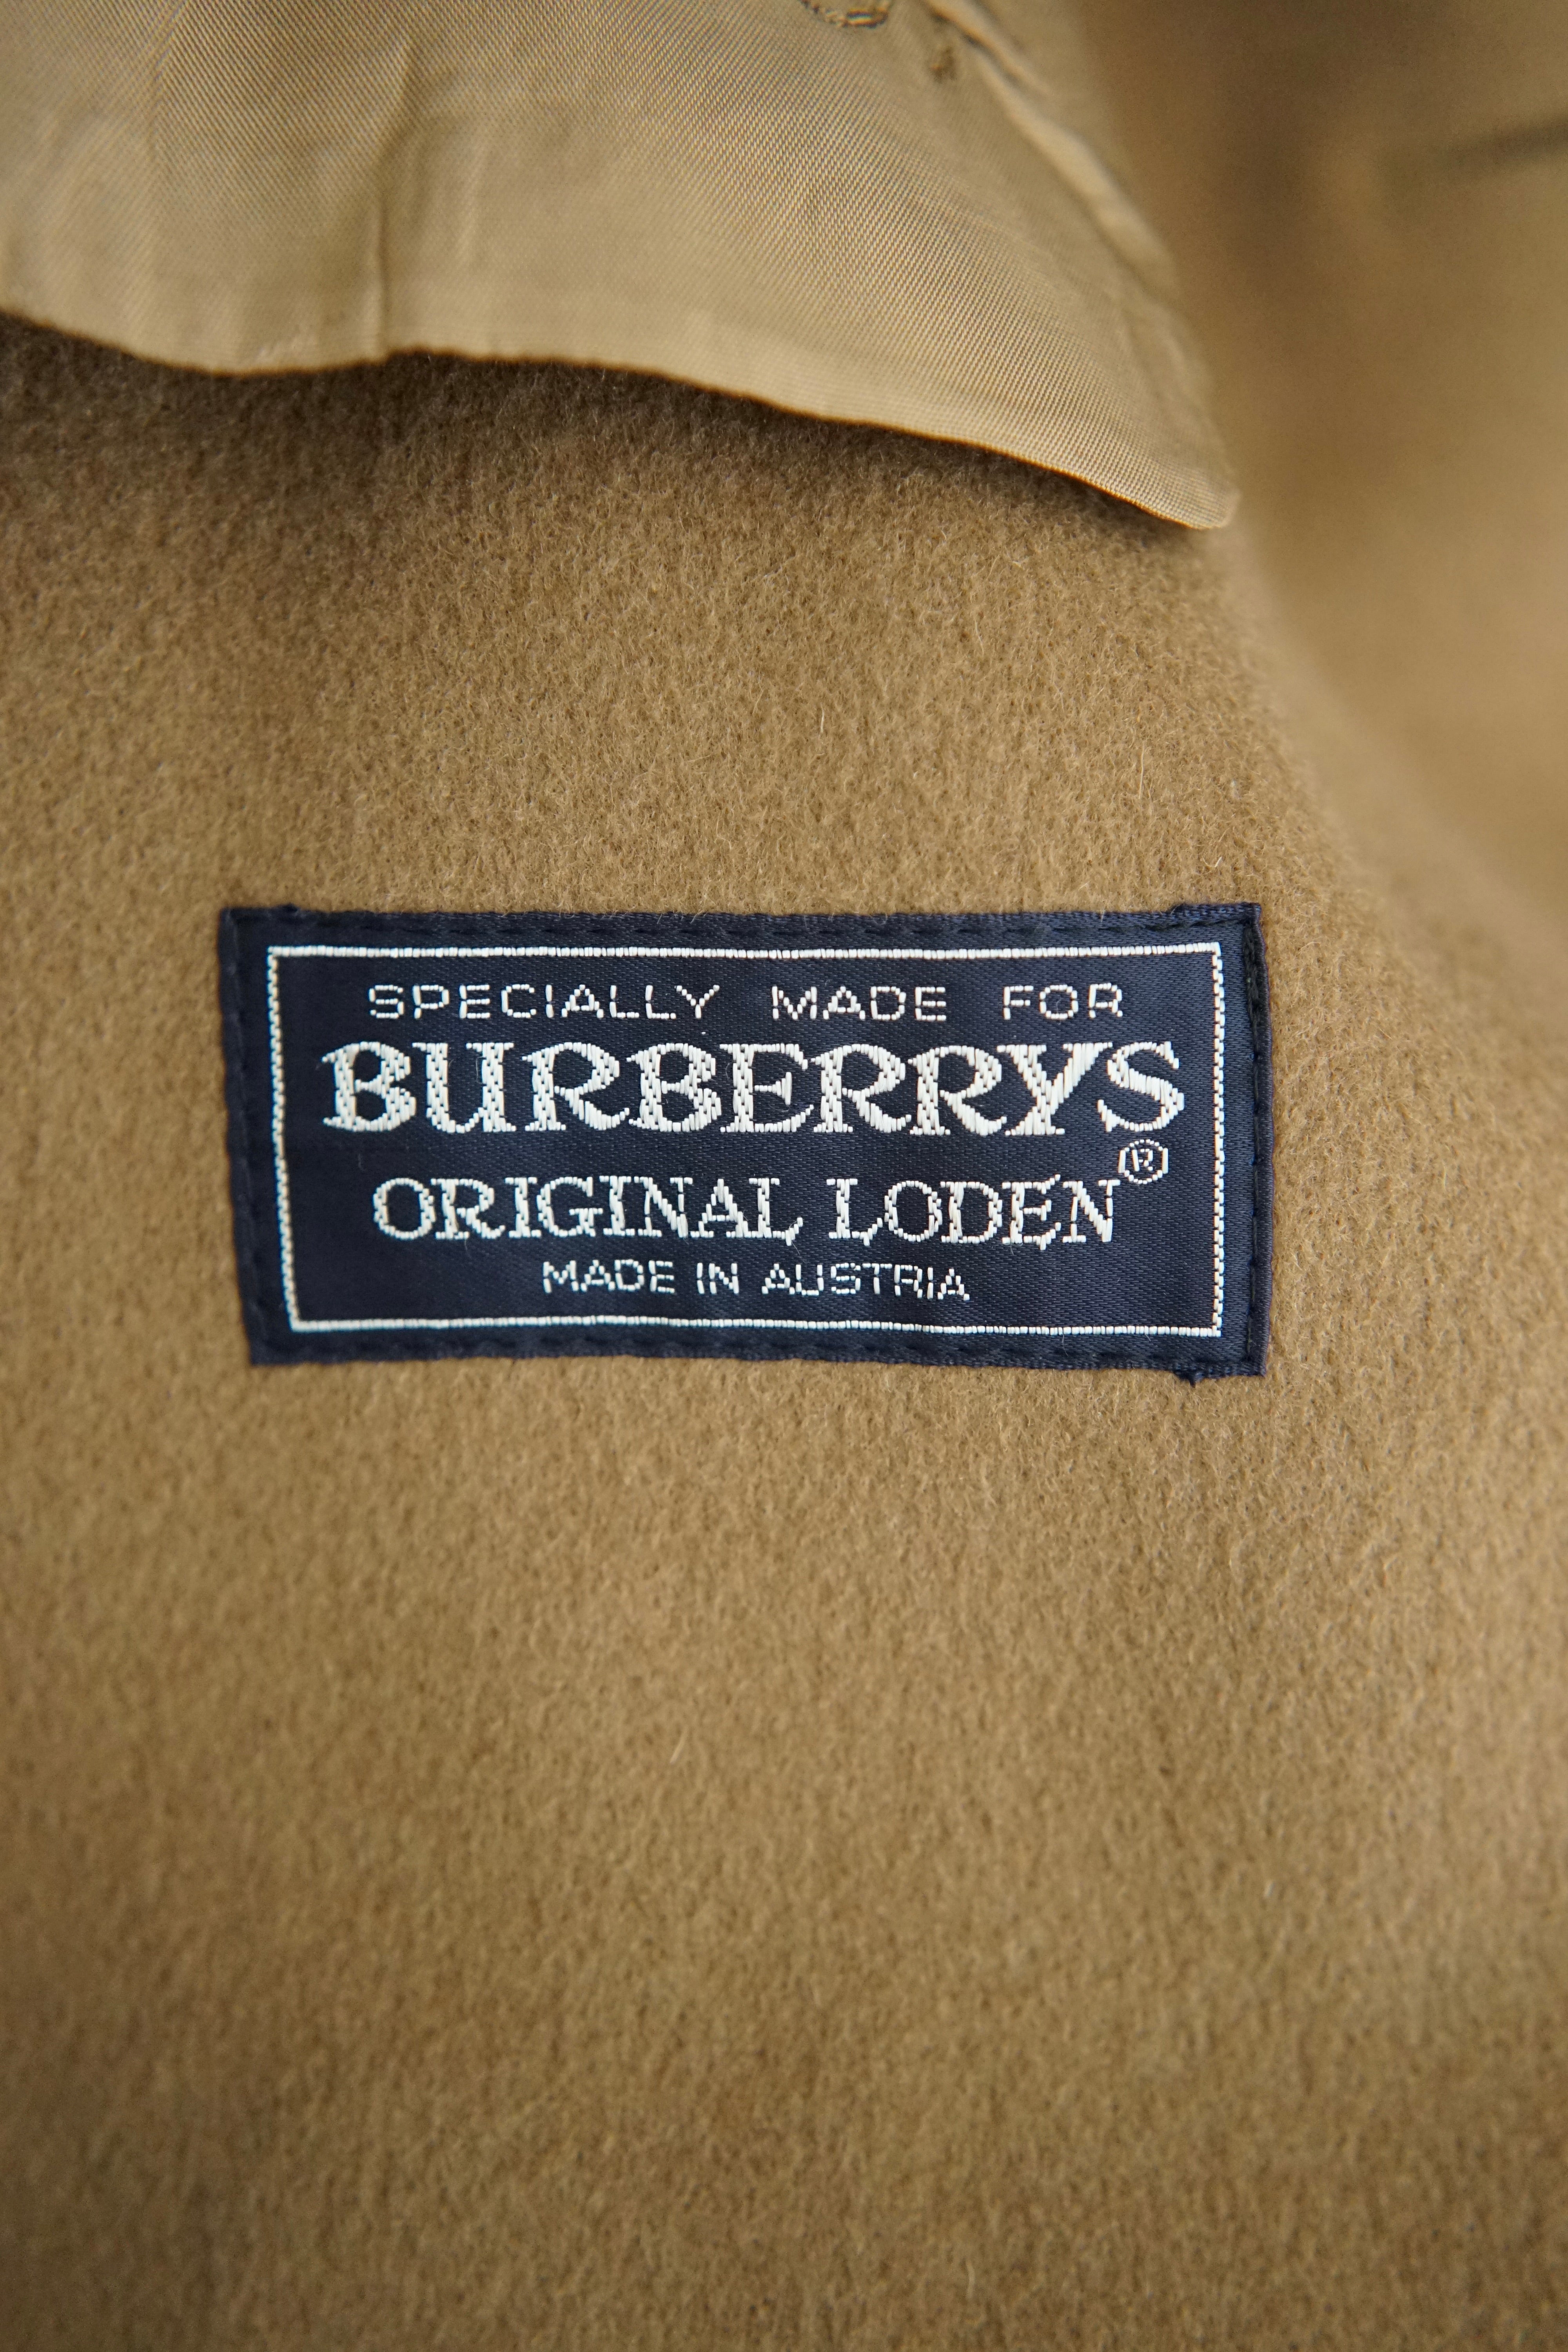 SPECIALLY MADE FOR
BURBERRYS
ORIGINAL LODEN®
MADE IN AUSTRIA